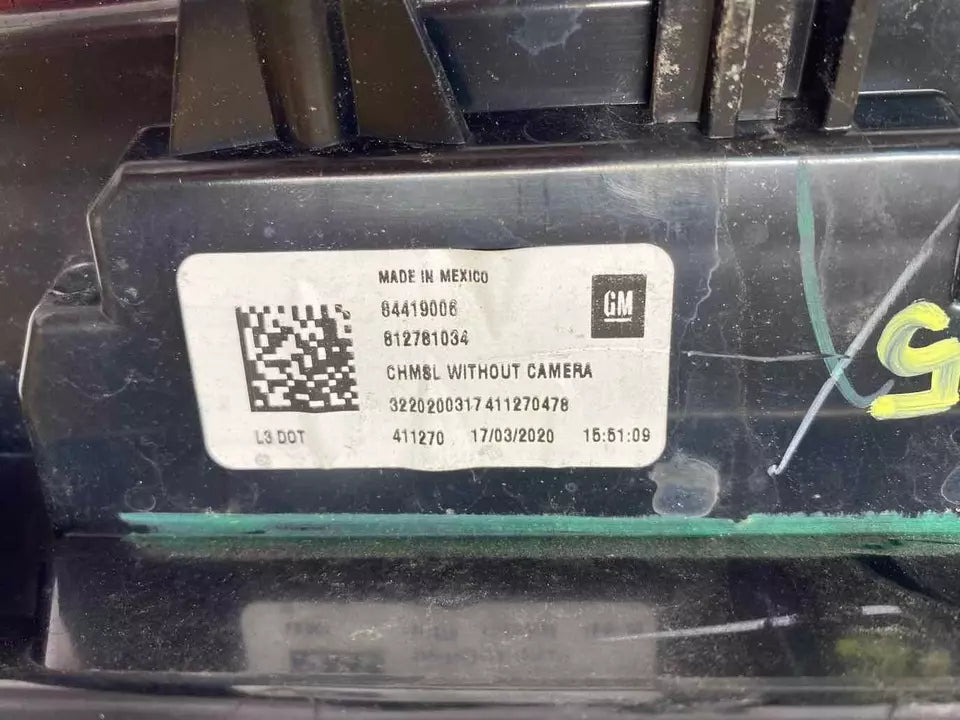 MADE IN MEXICO
84419006
GM
812781034
CHMSL WITHOUT CAMERA
3220200317411270478
L3 DOT
411270 17/03/2020 15:51:09
5